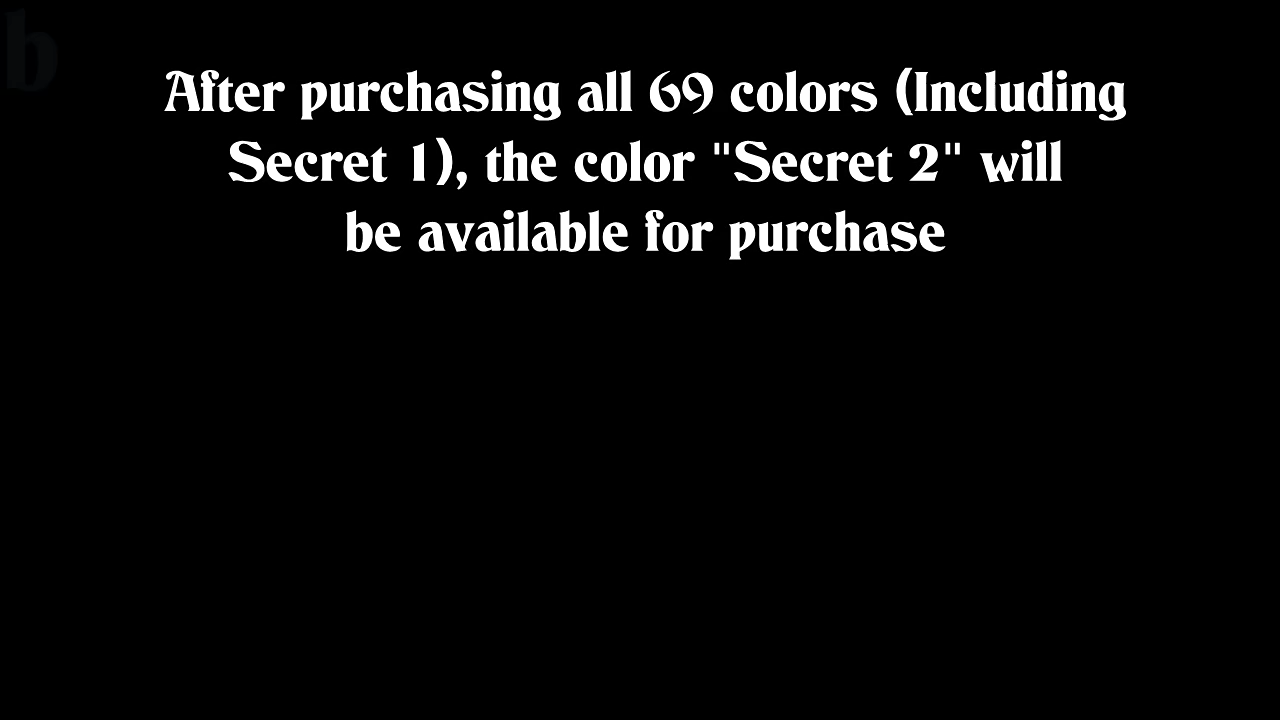 b
After purchasing all 69 colors (Including
Secret 1), the color "Secret 2" will
be available for purchase